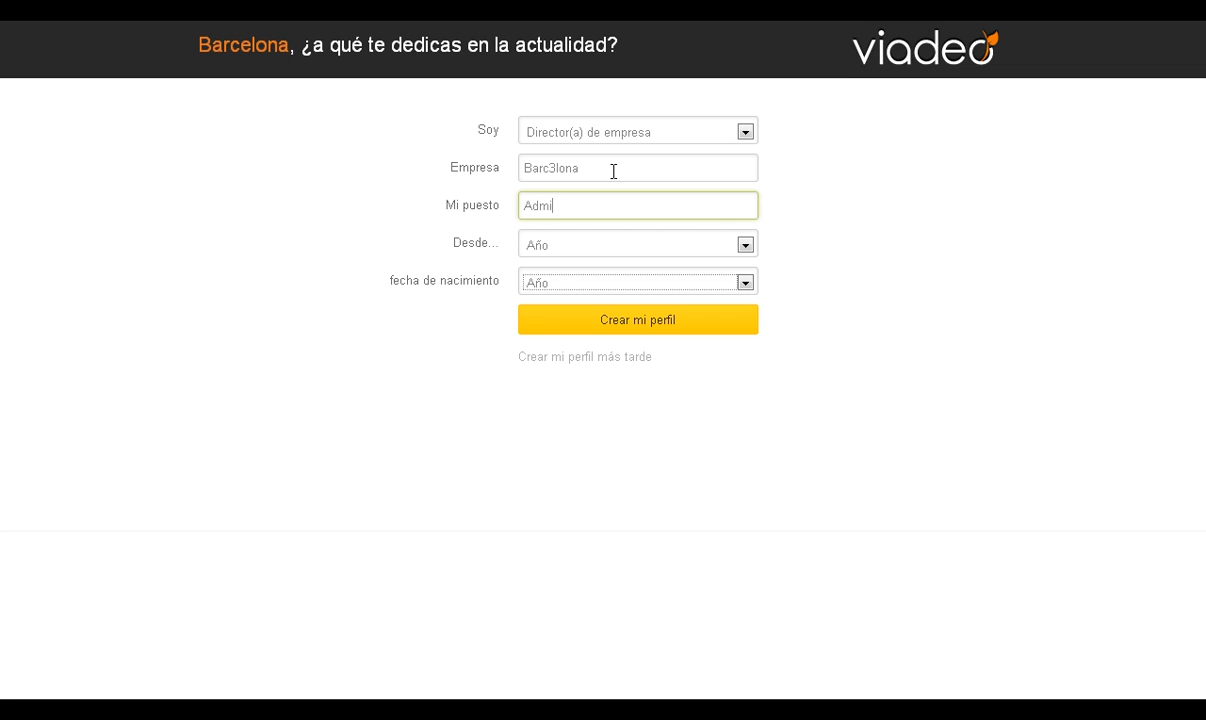 Barcelona, ¿a qué te dedicas en la actualidad?
viadeo
Soy
Director(a) de empresa
Empresa
Barc3lona
Mi puesto
Admi
Desde...
Año
fecha de nacimiento
Año
Crear mi perfil
Crear mi perfil más tarde